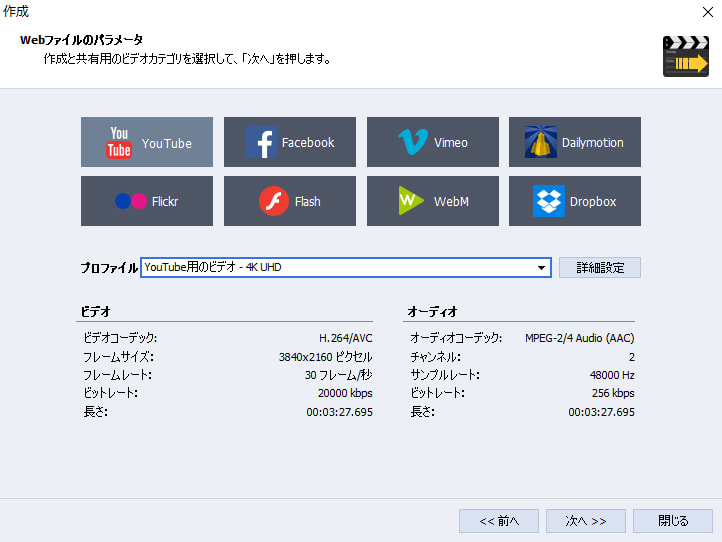 作成
Webファイルのパラメータ
作成と共有用のビデオカテゴリを選択して、「次へ」を押します。
You Tube YouTube
Facebook
Vimeo
Dailymotion
Flickr
Flash
WebM
Dropbox
プロファイル YouTube用のビデオ - 4K UHD 詳細設定
ビデオ
ビデオコーデック: H.264/AVC
フレームサイズ: 3840x2160 ピクセル
フレームレート: 30 フレーム/秒
ビットレート: 20000 kbps
長さ: 00:03:27.695
オーディオ
オーディオコーデック: MPEG-2/4 Audio (AAC)
チャンネル: 2
サンプルレート: 48000 Hz
ビットレート: 256 kbps
長さ: 00:03:27.695
<< 前へ
次へ >>
閉じる